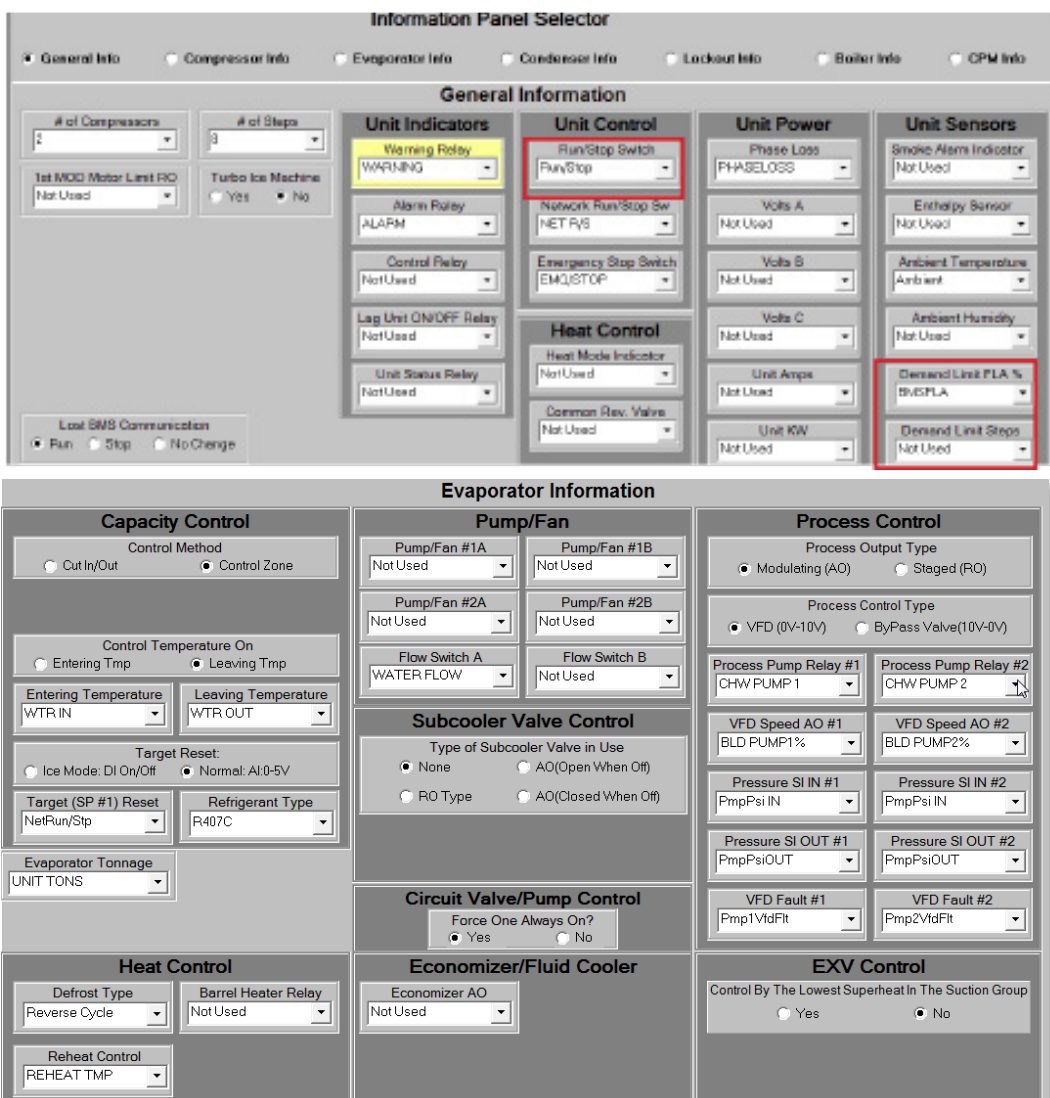 Information Panel Selector
General Info Compressor Info Evaporator Info Condenser Info Lockout Info Boiler Info CPM Info
General Information
# of Compressors # of Steps Unit Indicators Unit Control Unit Power Unit Sensors
2 8 Warning Relay Run/Stop Switch Phase Loss Smoke Alarm Indicator
WARNING Run/Stop PHASELOSS Not Used
1st MOD Motor Limit RO Turbo Ice Machine
Not Used Yes No
Alarm Relay Network Run/Stop Sw Volts A Enthalpy Sensor
ALARM NET R/S Not Used Not Used
Control Relay Emergency Stop Switch Volts B Ambient Temperature
Not Used EMG/STOP Not Used Ambient
Lag Unit ON/OFF Relay Heat Control Volts C Ambient Humidity
Not Used Not Used Not Used
Unit Status Relay Heat Mode Indicator Unit Amps Demand Limit FLA %
Not Used Not Used Not Used BMSFLA
Lost BMS Communication Common Rev. Valve Unit KW Demand Limit Steps
Run Stop No Change Not Used Not Used Not Used
Evaporator Information
Capacity Control Pump/Fan Process Control
Control Method Pump/Fan #1A Pump/Fan #1B Process Output Type
Cut In/Out Control Zone Not Used Not Used Modulating (AO) Staged (RO)
Pump/Fan #2A Pump/Fan #2B Process Control Type
Not Used Not Used VFD (0V-10V) ByPass Valve(10V-0V)
Control Temperature On Flow Switch A Flow Switch B Process Pump Relay #1 Process Pump Relay #2
Entering Tmp Leaving Tmp WATER FLOW Not Used CHW PUMP 1 CHW PUMP 2
Entering Temperature Leaving Temperature
WTR IN WTR OUT
Subcooler Valve Control VFD Speed AO #1 VFD Speed AO #2
Target Reset: Type of Subcooler Valve in Use BLD PUMP1% BLD PUMP2%
Ice Mode: DI On/Off Normal: AI:0-5V None AO(Open When Off)
Target (SP #1) Reset Refrigerant Type RO Type AO(Closed When Off) Pressure SI IN #1 Pressure SI IN #2
NetRun/Stp R407C PmpPsi IN PmpPsi IN
Evaporator Tonnage Pressure SI OUT #1 Pressure SI OUT #2
UNIT TONS PmpPsiOUT PmpPsiOUT
Circuit Valve/Pump Control VFD Fault #1 VFD Fault #2
Force One Always On? Pmp1VfdFlt Pmp2VfdFlt
Yes No
Heat Control Economizer/Fluid Cooler EXV Control
Defrost Type Barrel Heater Relay Economizer AO Control By The Lowest Superheat In The Suction Group
Reverse Cycle Not Used Not Used Yes No
Reheat Control
REHEAT TMP